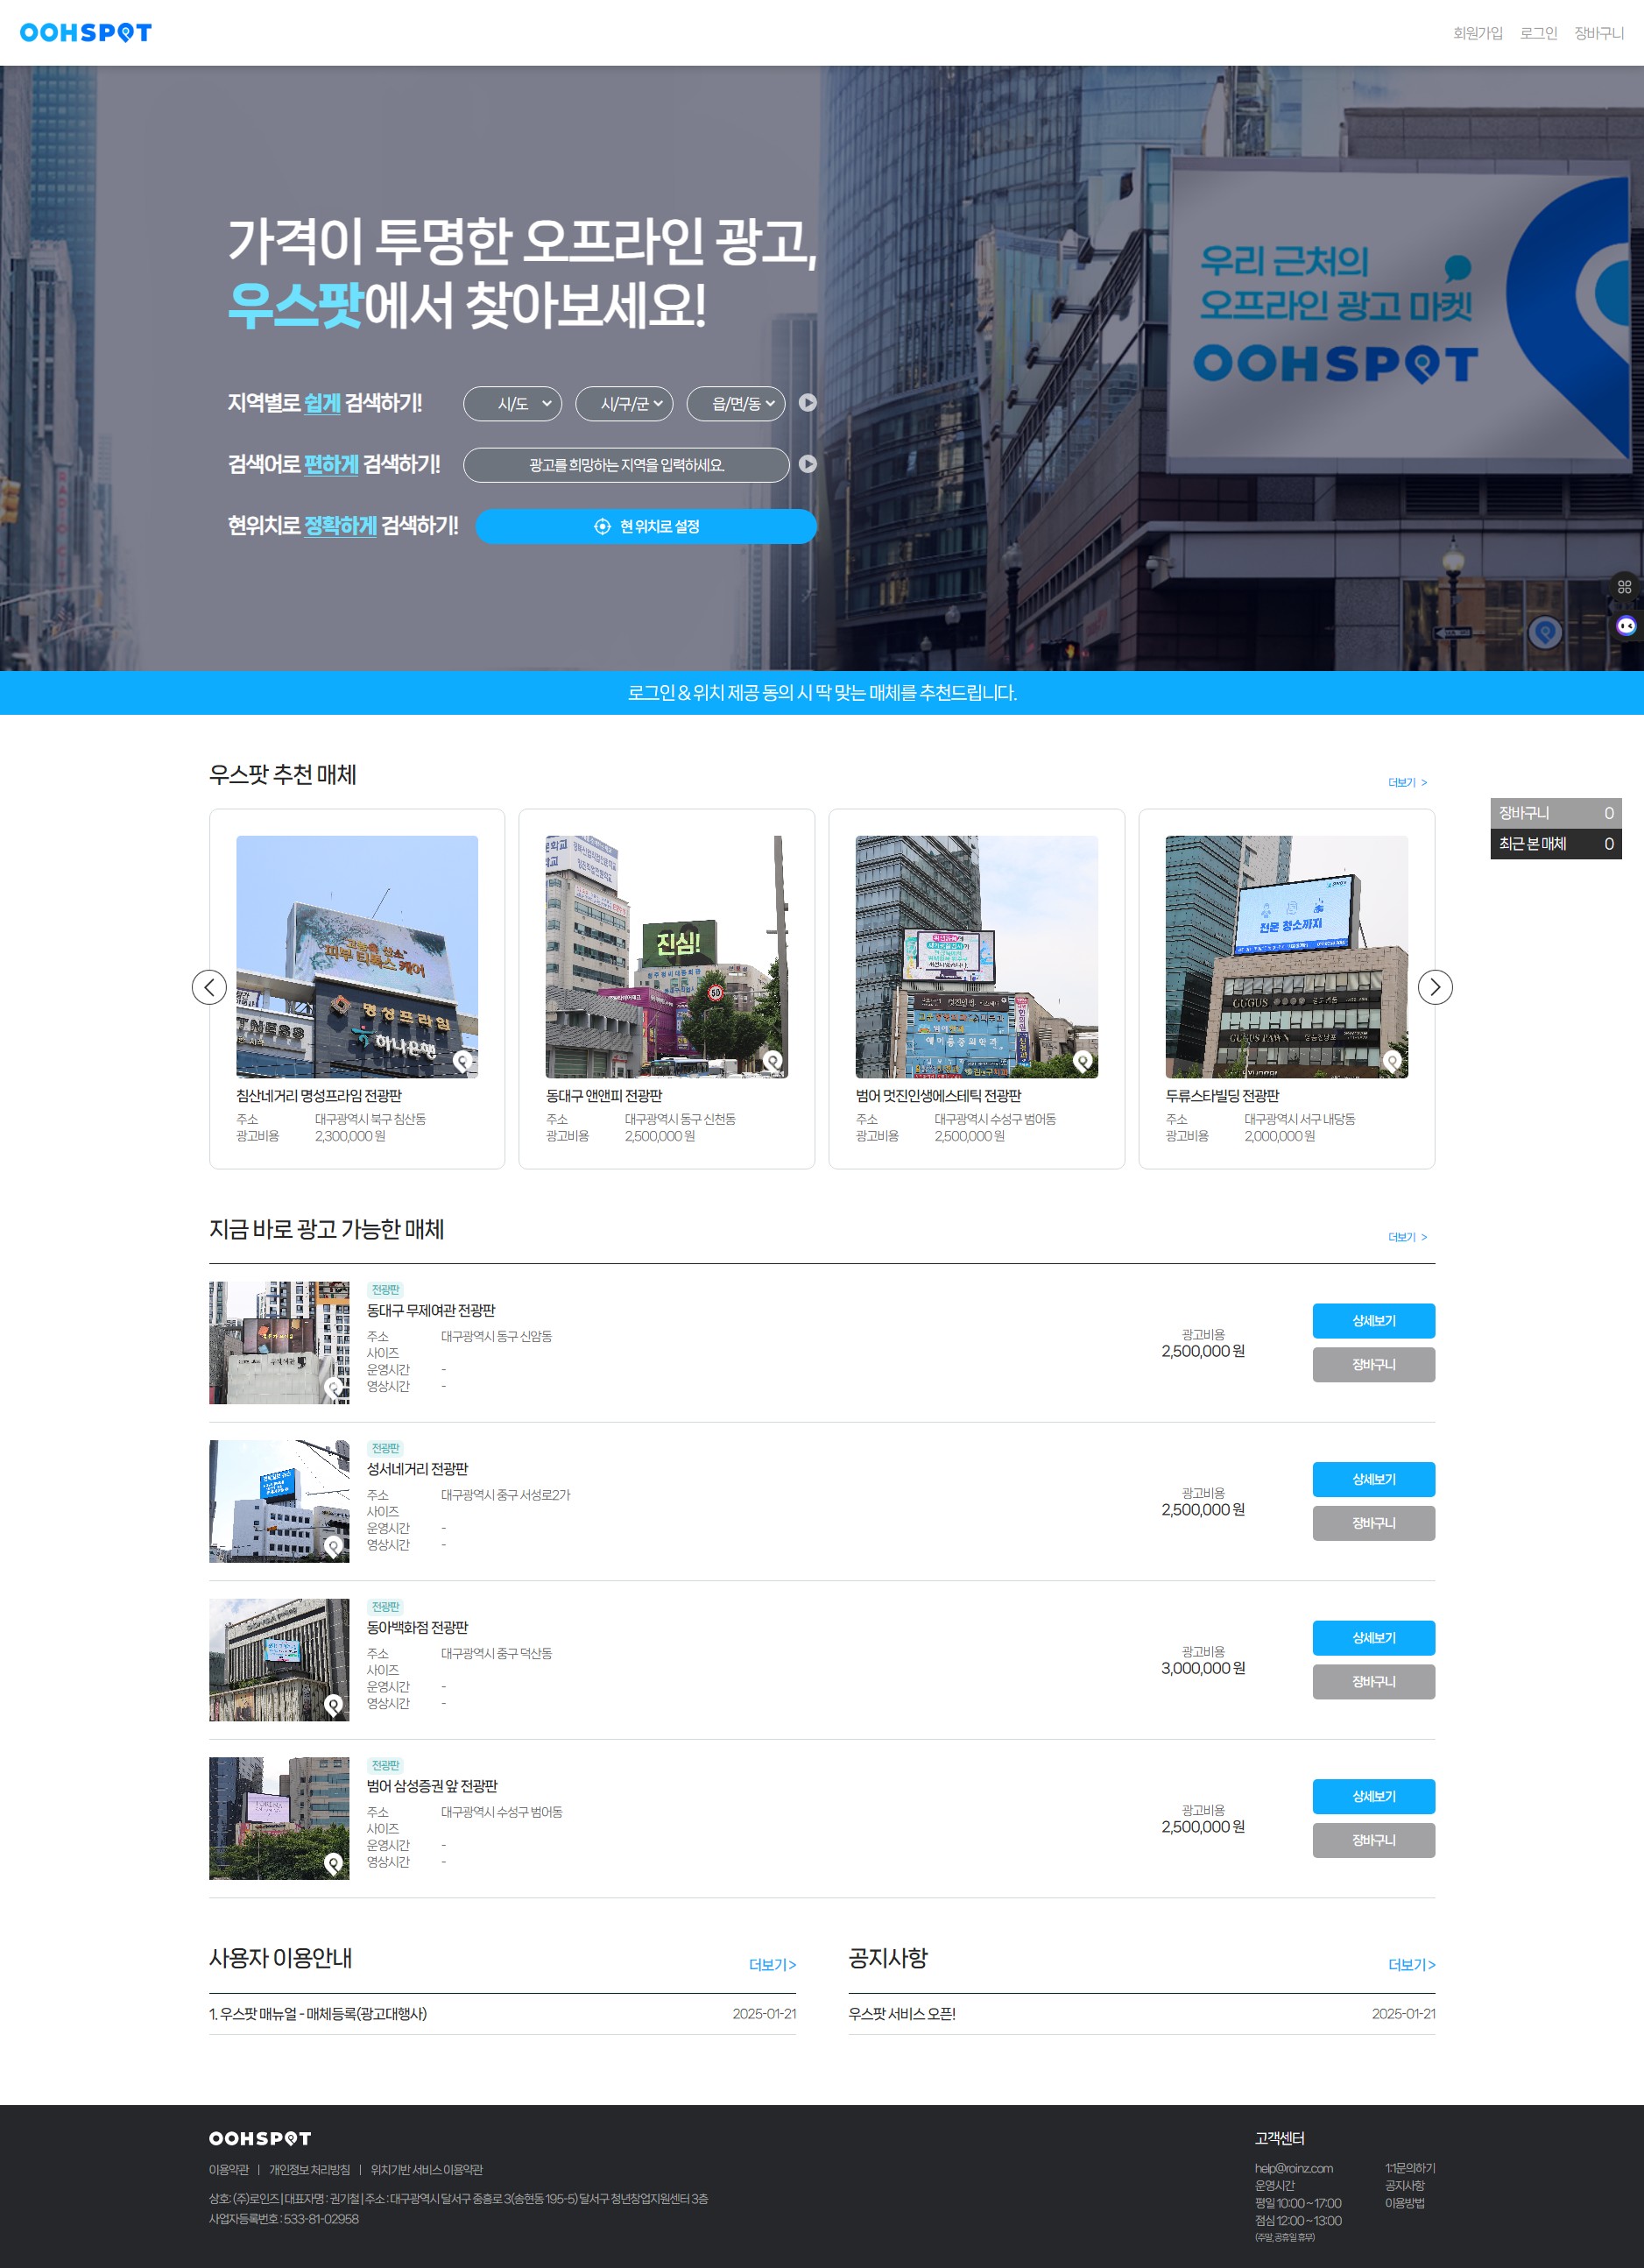 OOHSPOT
회원가입 로그인 장바구니
가격이 투명한 오프라인 광고,
우스팟에서 찾아보세요!
우리 근처의
오프라인 광고 마켓
OOHSPOT
지역별로 쉽게 검색하기! 시/도 시/구/군 읍/면/동
검색어로 편하게 검색하기! 광고를 희망하는 지역을 입력하세요.
현위치로 정확하게 검색하기! 현 위치로 설정
로그인 & 위치 제공 동의 시 딱 맞는 매체를 추천드립니다.
우스팟 추천 매체 더보기 >
장바구니 0
최근 본 매체 0
피부 티톡스 케어
명성프라임
하나은행
진심!
50
전문 청소까지
GUGUS
GUGUS PAWN
침산네거리 명성프라임 전광판
주소 대구광역시 북구 침산동
광고비용 2,300,000 원
동대구 앤앤피 전광판
주소 대구광역시 동구 신천동
광고비용 2,500,000 원
범어 멋진인생에스테틱 전광판
주소 대구광역시 수성구 범어동
광고비용 2,500,000 원
두류스타빌딩 전광판
주소 대구광역시 서구 내당동
광고비용 2,000,000 원
지금 바로 광고 가능한 매체 더보기 >
전광판
동대구 무제여관 전광판
주소 대구광역시 동구 신암동
사이즈
운영시간 -
영상시간 -
광고비용
2,500,000 원
상세보기
장바구니
전광판
성서네거리 전광판
주소 대구광역시 중구 서성로2가
사이즈
운영시간 -
영상시간 -
광고비용
2,500,000 원
상세보기
장바구니
전광판
동아백화점 전광판
주소 대구광역시 중구 덕산동
사이즈
운영시간 -
영상시간 -
광고비용
3,000,000 원
상세보기
장바구니
전광판
범어 삼성증권 앞 전광판
주소 대구광역시 수성구 범어동
사이즈
운영시간 -
영상시간 -
광고비용
2,500,000 원
상세보기
장바구니
사용자 이용안내 더보기 >
1. 우스팟 매뉴얼 - 매체등록(광고대행사) 2025-01-21
공지사항 더보기 >
우스팟 서비스 오픈! 2025-01-21
OOHSPOT
이용약관 | 개인정보 처리방침 | 위치기반 서비스 이용약관
상호: (주)로인즈 | 대표자명 : 권기철 | 주소 : 대구광역시 달서구 중흥로 3(송현동 195-5) 달서구 청년창업지원센터 3층
사업자등록번호 : 533-81-02958
고객센터
help@roinz.com
운영시간
평일 10:00 ~ 17:00
점심 12:00 ~ 13:00
(주말, 공휴일 휴무)
1:1문의하기
공지사항
이용방법